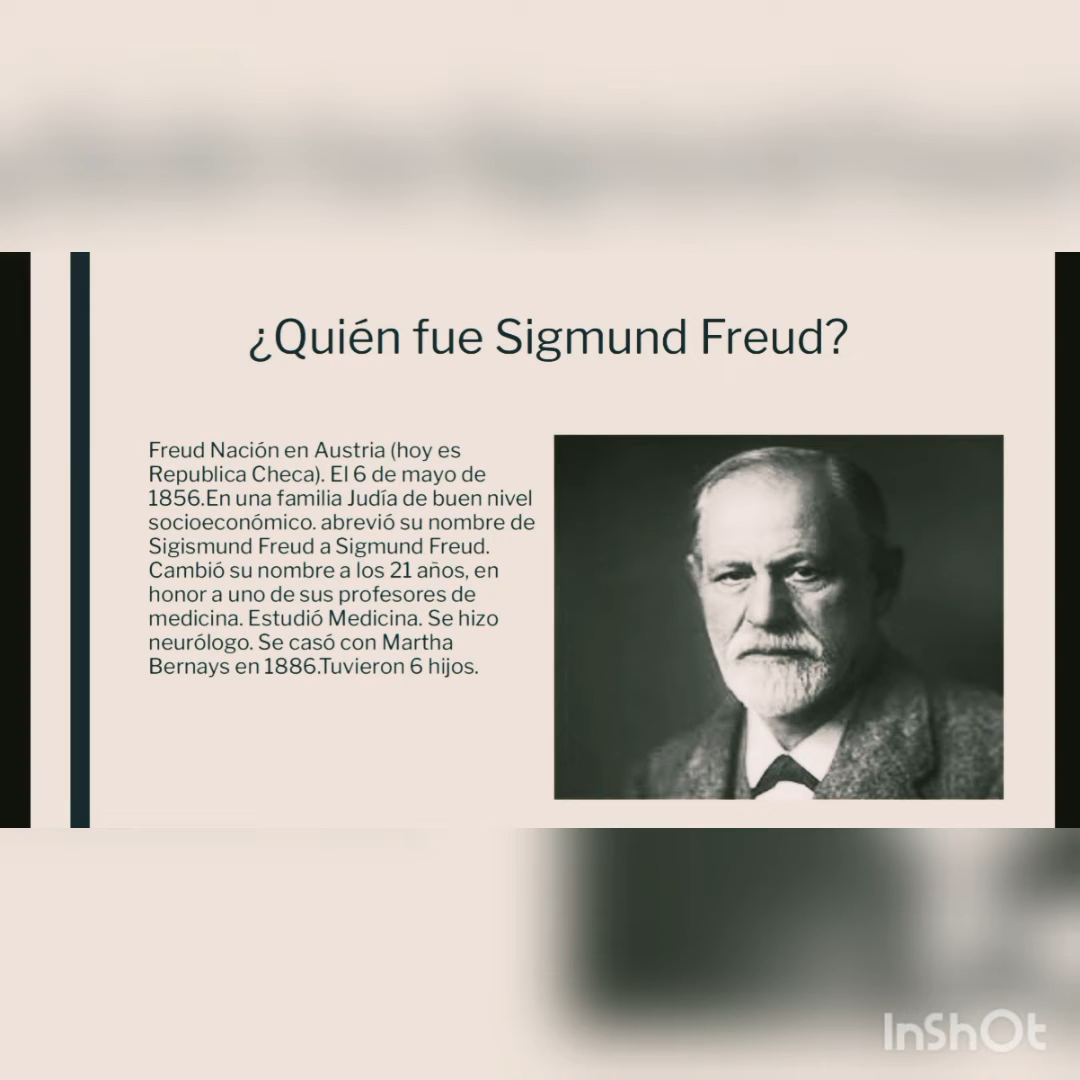 ¿Quién fue Sigmund Freud?
Freud Nación en Austria (hoy es
Republica Checa). El 6 de mayo de
1856.En una familia Judía de buen nivel
socioeconómico. abrevió su nombre de
Sigismund Freud a Sigmund Freud.
Cambió su nombre a los 21 años, en
honor a uno de sus profesores de
medicina. Estudió Medicina. Se hizo
neurólogo. Se casó con Martha
Bernays en 1886.Tuvieron 6 hijos.
InShOt